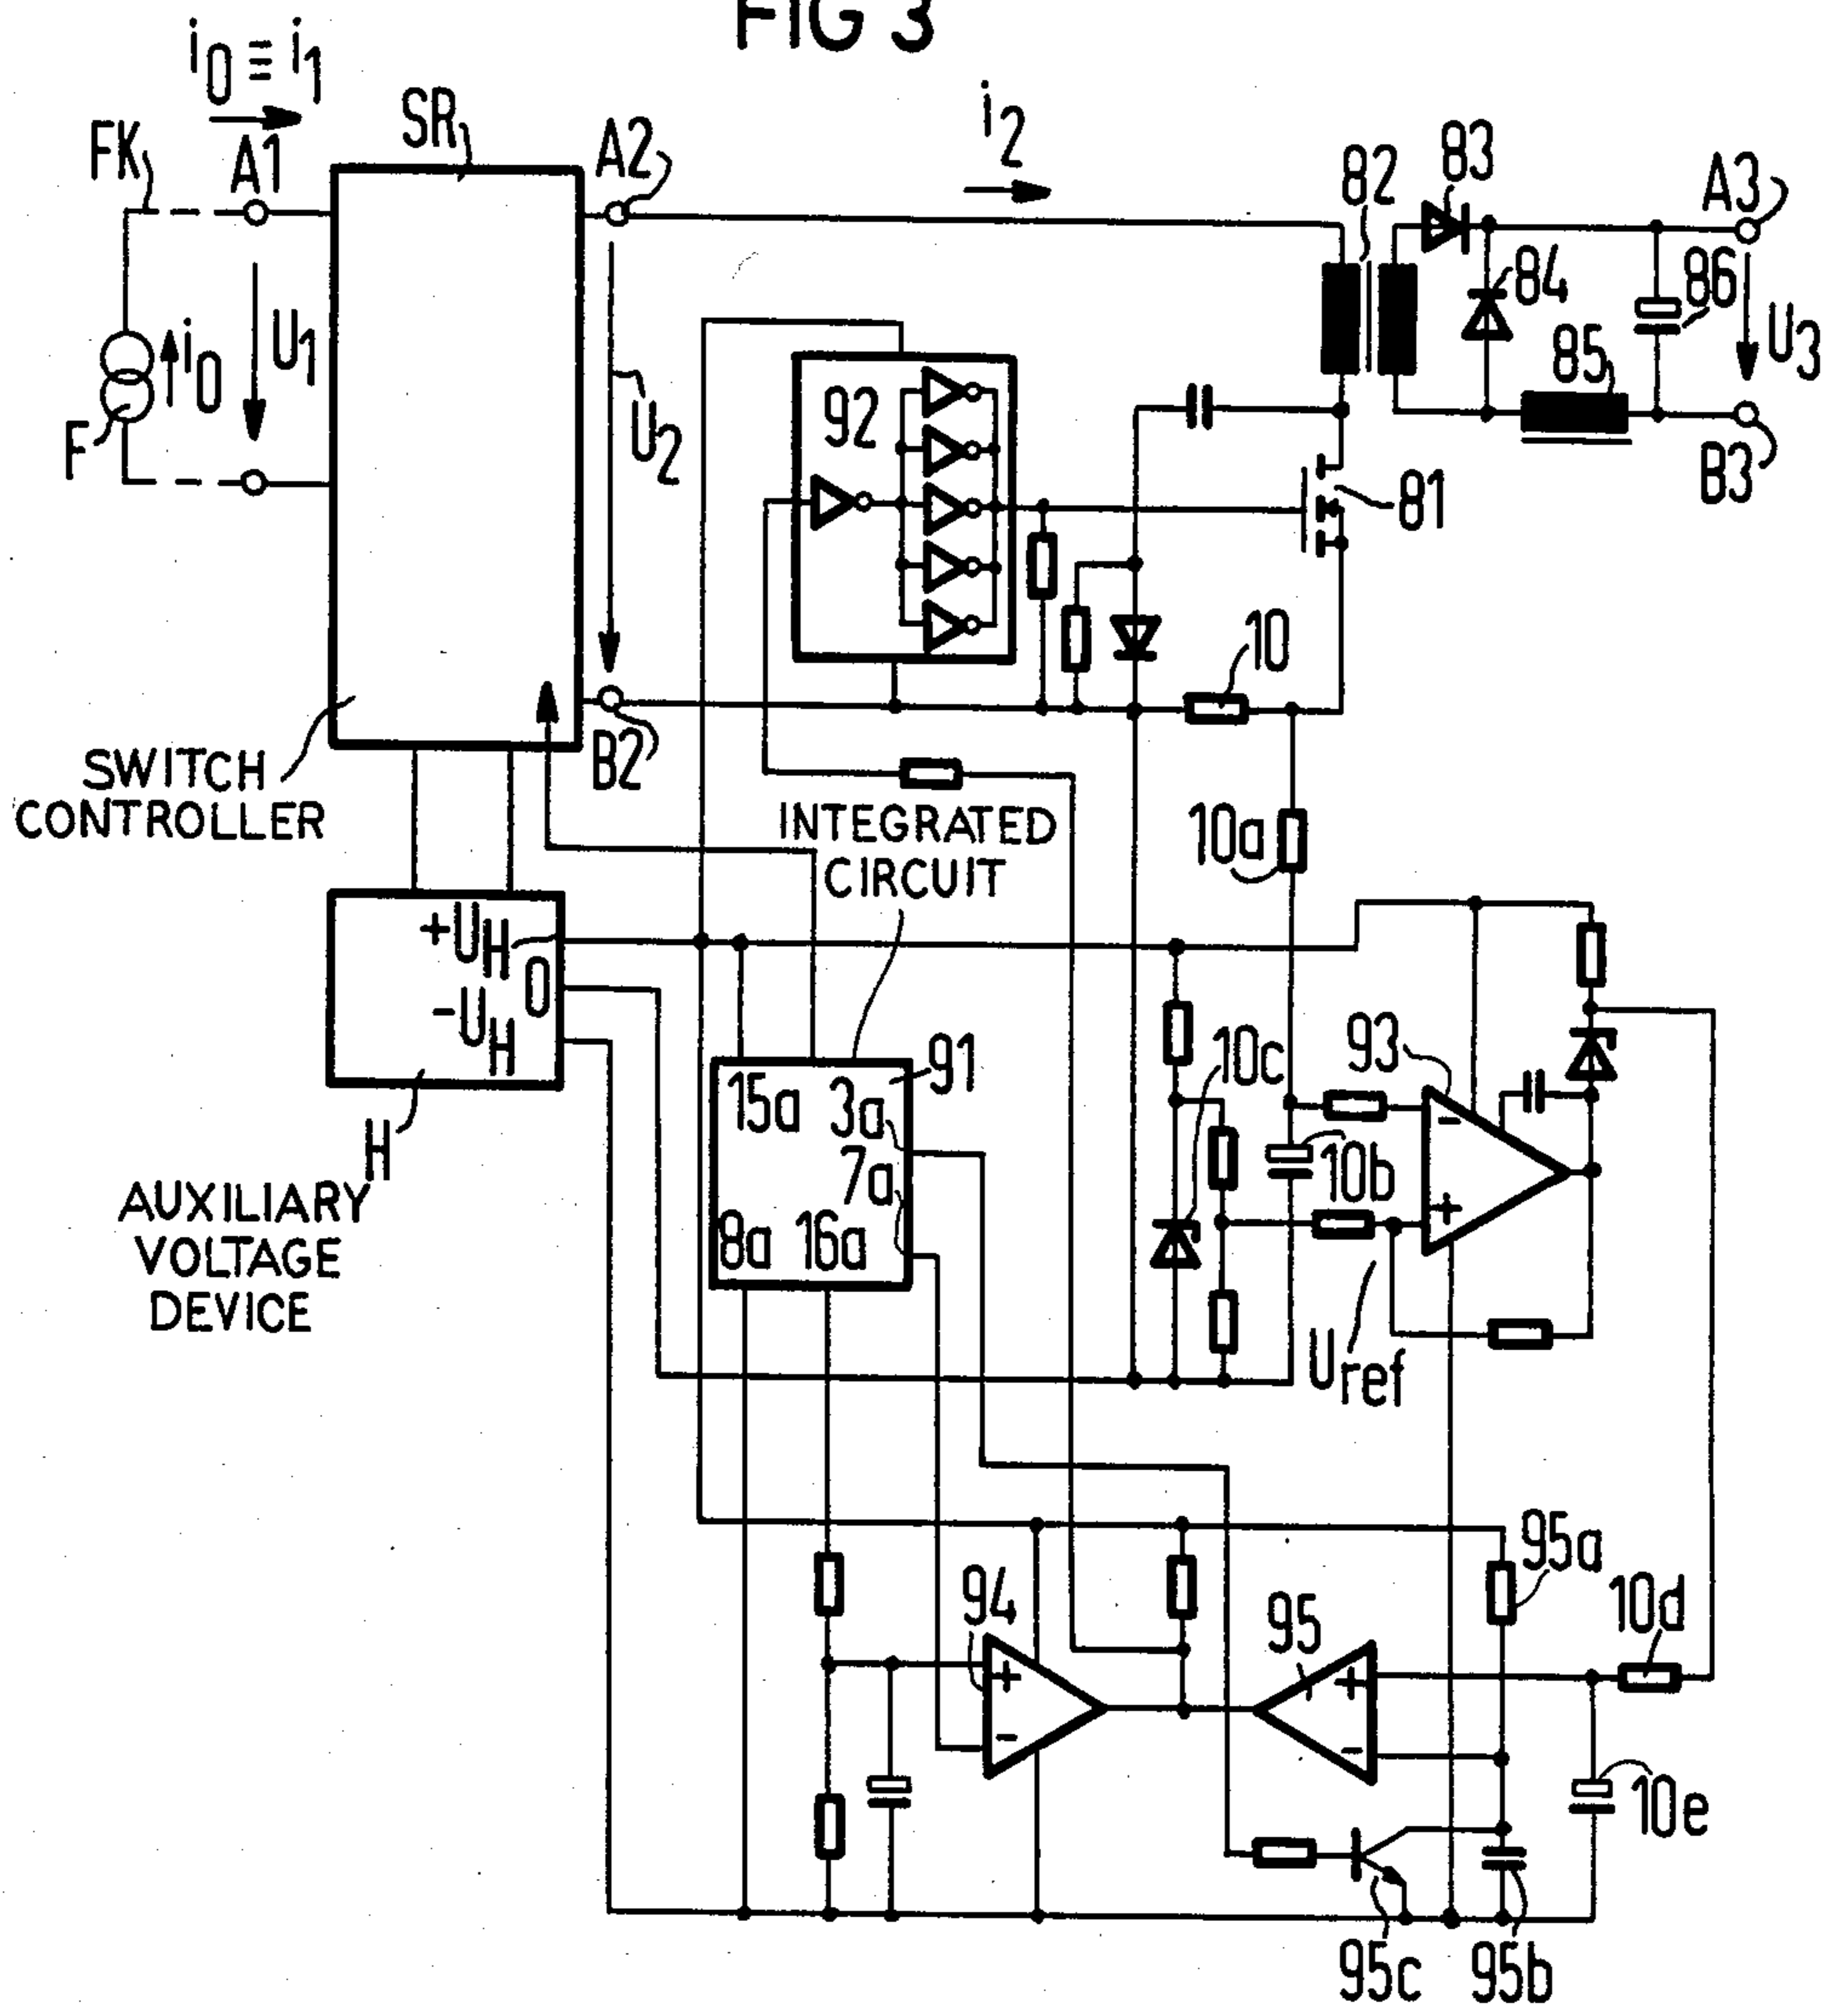 FIG 3
i0 ≡ i1
FK
A1
SR
A2
i2
82
83
A3
84
86
U1
i0
F
U2
92
85
U3
B3
81
10
SWITCH
CONTROLLER
B2
INTEGRATED
CIRCUIT
10a
+UH
0
-UH
H
AUXILIARY
VOLTAGE
DEVICE
91
15a
3a
7a
8a
16a
10c
93
-
10b
+
Uref
95a
94
95
10d
+
-
+
-
10e
95c
95b